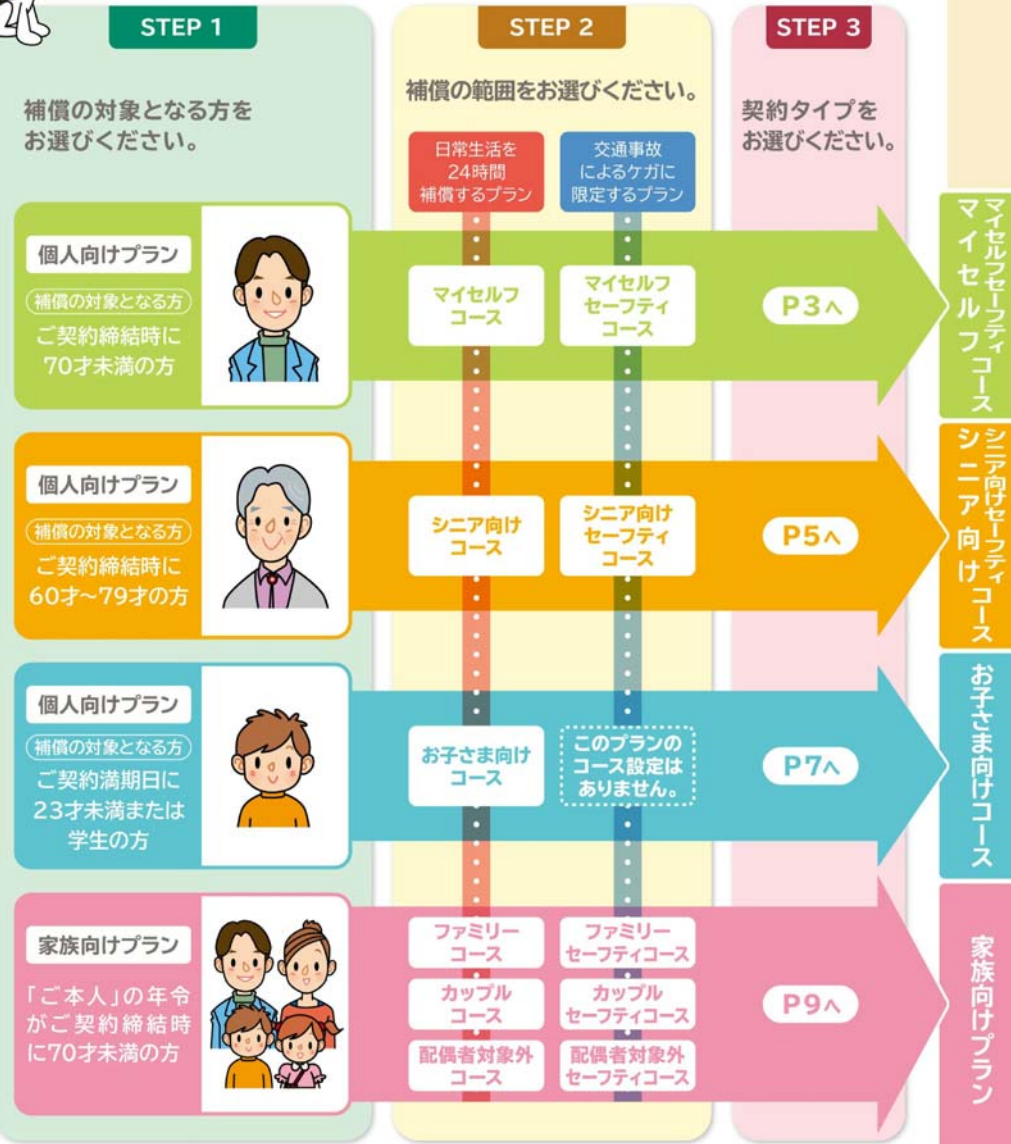 STEP 1
補償の対象となる方を
お選びください。
STEP 2
補償の範囲をお選びください。
日常生活を
24時間
補償するプラン
交通事故
によるケガに
限定するプラン
STEP 3
契約タイプを
お選びください。
個人向けプラン
補償の対象となる方
ご契約締結時に
70才未満の方
マイセルフ
コース
マイセルフ
セーフティ
コース
P3へ
マイセルフセーフティ
マイセルフ
コース
個人向けプラン
補償の対象となる方
ご契約締結時に
60才～79才の方
シニア向け
コース
シニア向け
セーフティ
コース
P5へ
シニア向けセーフティ
シニア向け
コース
個人向けプラン
補償の対象となる方
ご契約満期日に
23才未満または
学生の方
お子さま向け
コース
このプランの
コース設定は
ありません。
P7へ
お子さま向けコース
家族向けプラン
「ご本人」の年令
がご契約締結時
に70才未満の方
ファミリー
コース
ファミリー
セーフティコース
カップル
コース
カップル
セーフティコース
配偶者対象外
コース
配偶者対象外
セーフティコース
P9へ
家族向けプラン